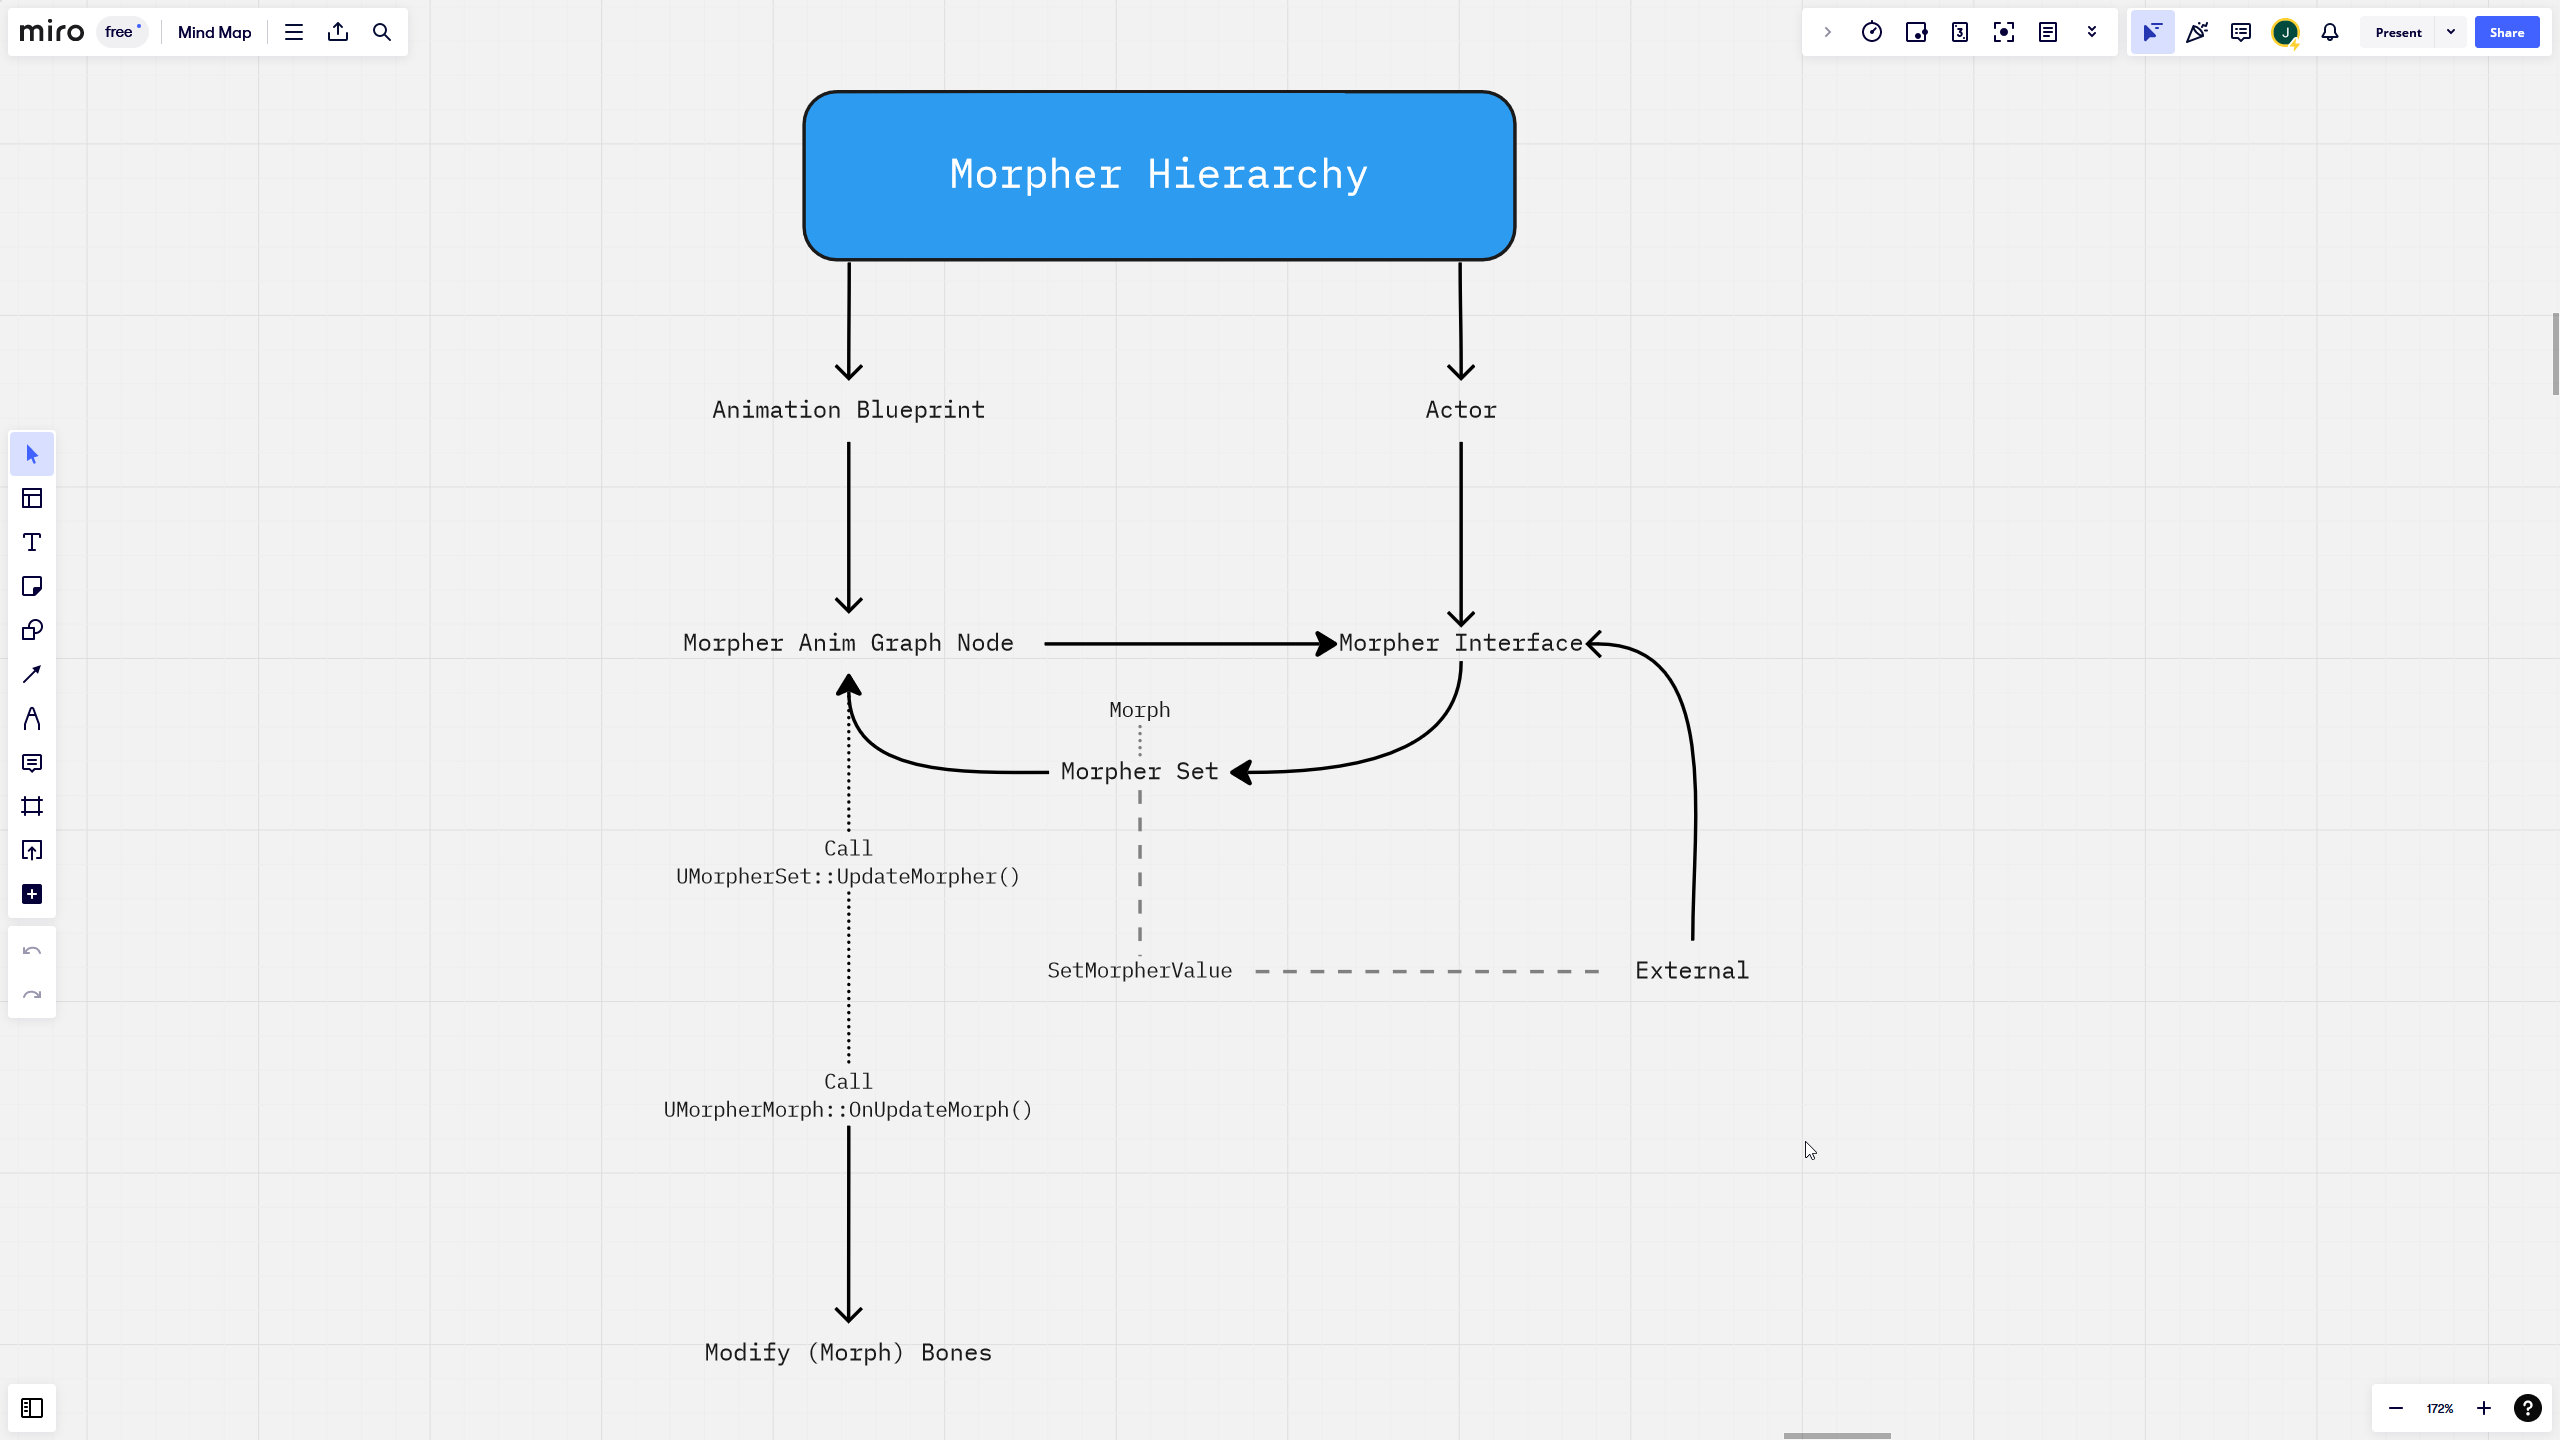 miro free Mind Map
3
J
Present
Share
Morpher Hierarchy
Animation Blueprint
Actor
Morpher Anim Graph Node
Morpher Interface
Morph
Morpher Set
Call
UMorpherSet::UpdateMorpher()
SetMorpherValue
External
Call
UMorpherMorph::OnUpdateMorph()
Modify (Morph) Bones
172%
?